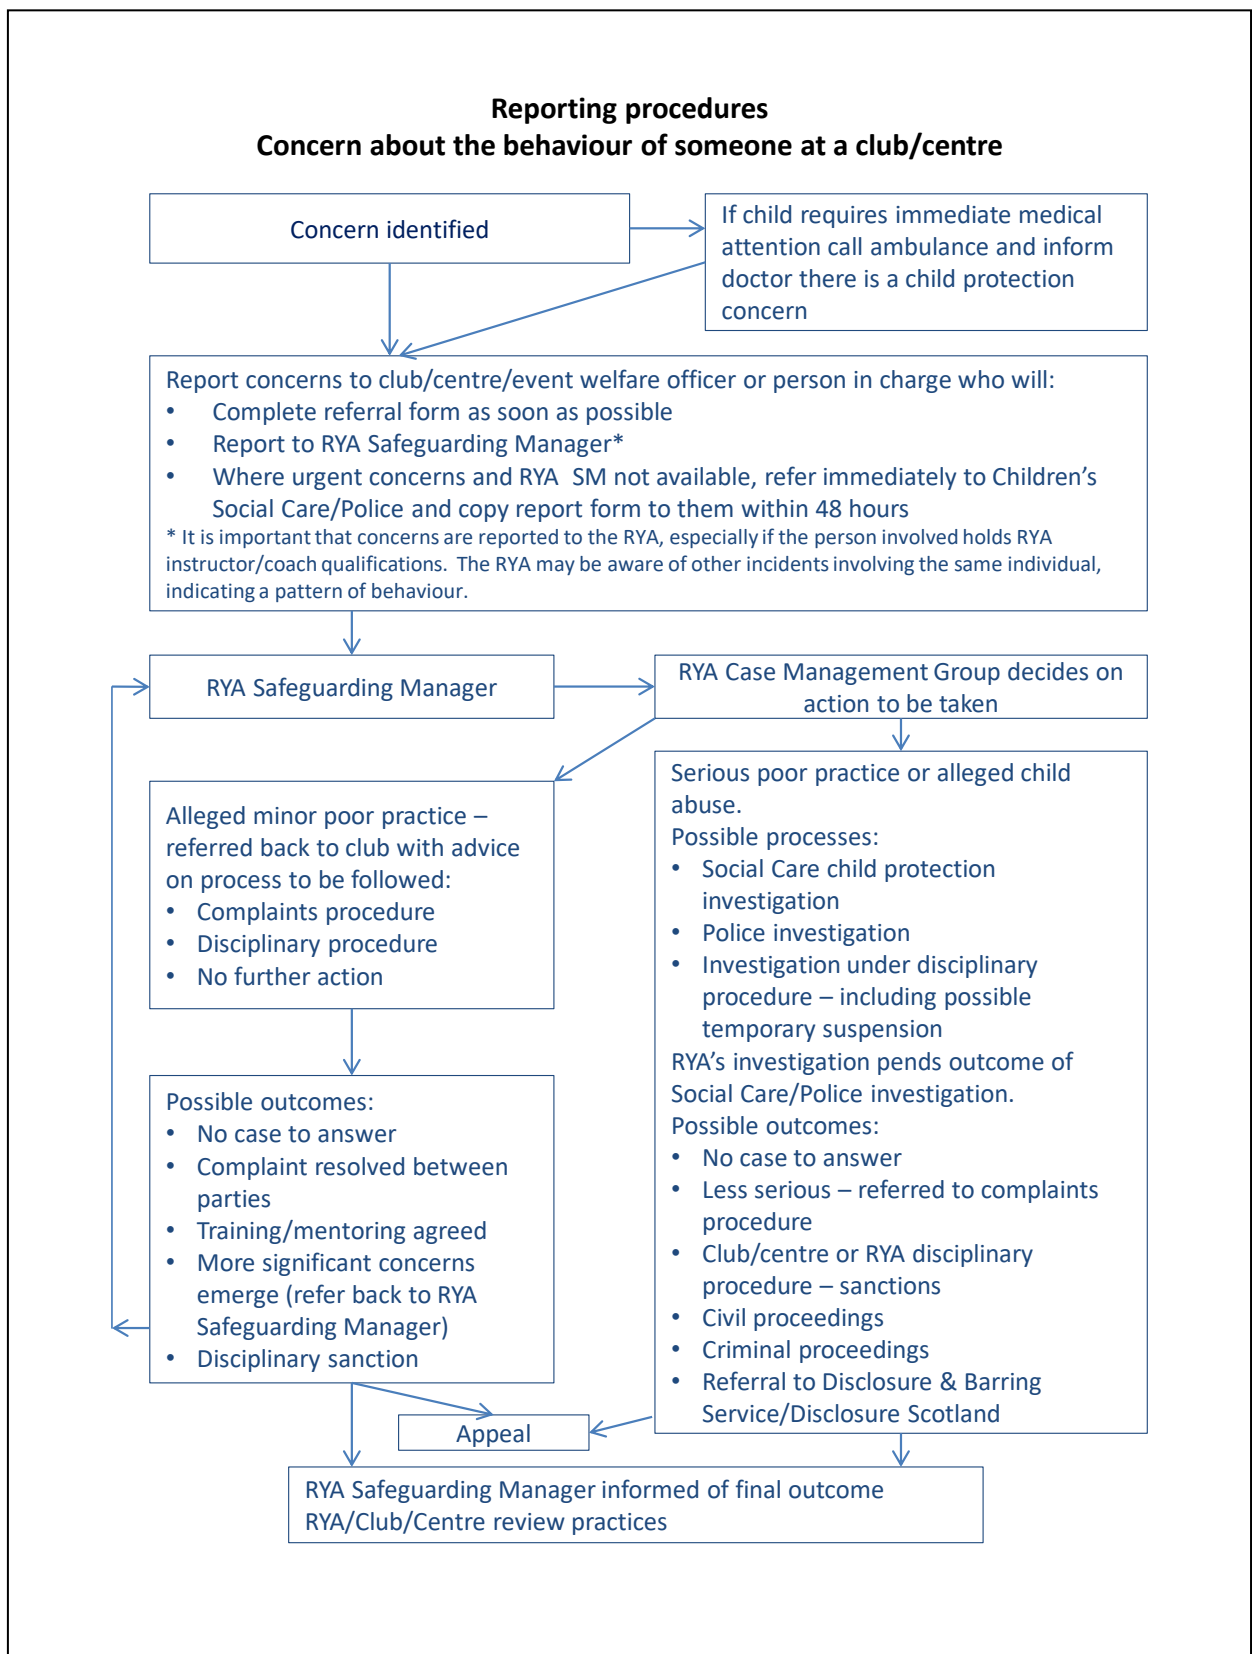 Reporting procedures
Concern about the behaviour of someone at a club/centre
Concern identified
If child requires immediate medical
attention call ambulance and inform
doctor there is a child protection
concern
Report concerns to club/centre/event welfare officer or person in charge who will:
• Complete referral form as soon as possible
• Report to RYA Safeguarding Manager*
• Where urgent concerns and RYA SM not available, refer immediately to Children's
Social Care/Police and copy report form to them within 48 hours
* It is important that concerns are reported to the RYA, especially if the person involved holds RYA
instructor/coach qualifications. The RYA may be aware of other incidents involving the same individual,
indicating a pattern of behaviour.
RYA Safeguarding Manager
RYA Case Management Group decides on
action to be taken
Alleged minor poor practice –
referred back to club with advice
on process to be followed:
• Complaints procedure
• Disciplinary procedure
• No further action
Serious poor practice or alleged child
abuse.
Possible processes:
• Social Care child protection
investigation
• Police investigation
• Investigation under disciplinary
procedure – including possible
temporary suspension
RYA's investigation pends outcome of
Social Care/Police investigation.
Possible outcomes:
• No case to answer
• Less serious – referred to complaints
procedure
• Club/centre or RYA disciplinary
procedure – sanctions
• Civil proceedings
• Criminal proceedings
• Referral to Disclosure & Barring
Service/Disclosure Scotland
Possible outcomes:
• No case to answer
• Complaint resolved between
parties
• Training/mentoring agreed
• More significant concerns
emerge (refer back to RYA
Safeguarding Manager)
• Disciplinary sanction
Appeal
RYA Safeguarding Manager informed of final outcome
RYA/Club/Centre review practices